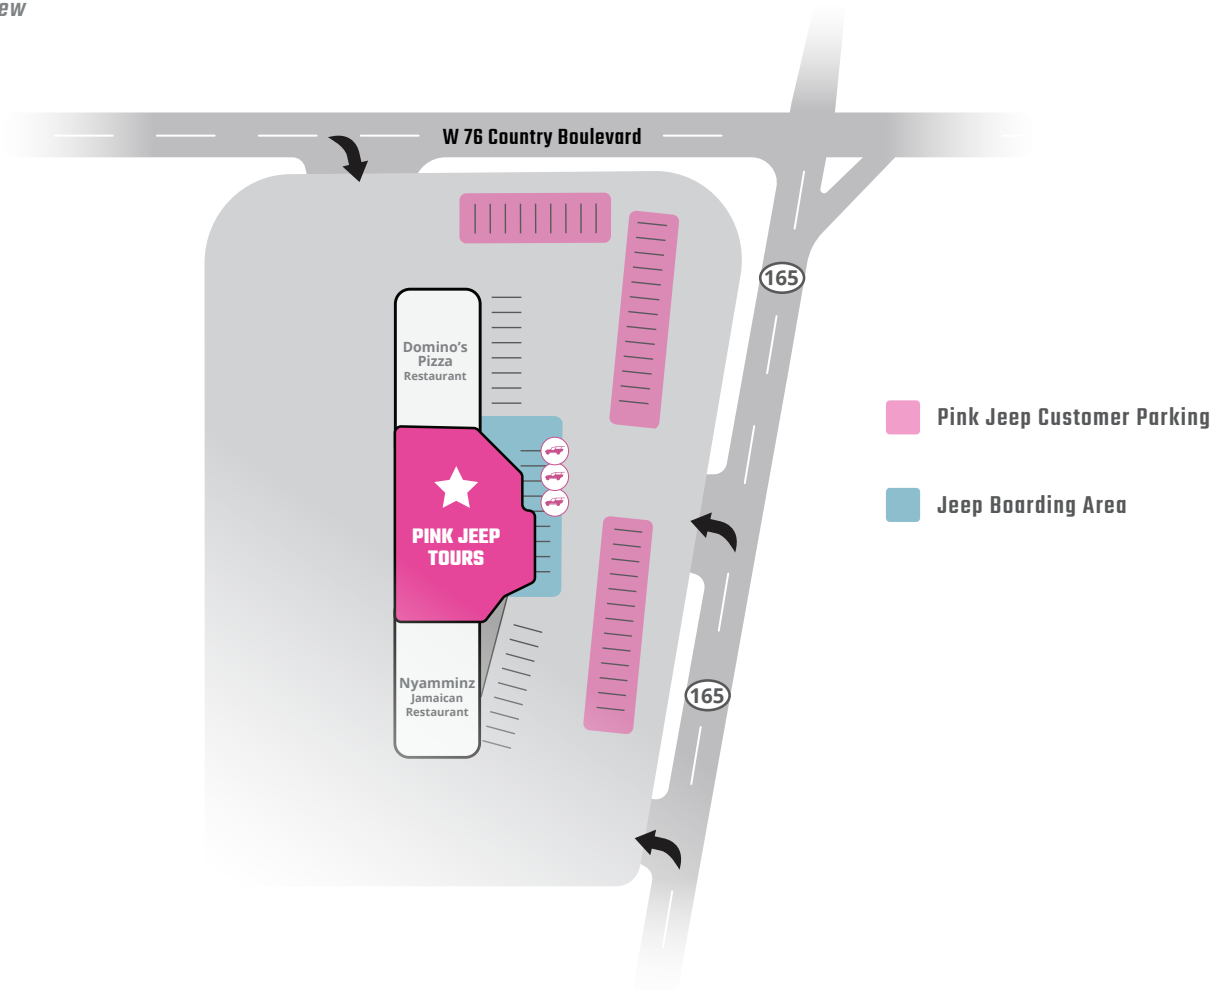 W 76 Country Boulevard
165
Domino's
Pizza
Restaurant
Pink Jeep Customer Parking
Jeep Boarding Area
PINK JEEP
TOURS
Nyamminz
Jamaican
Restaurant
165